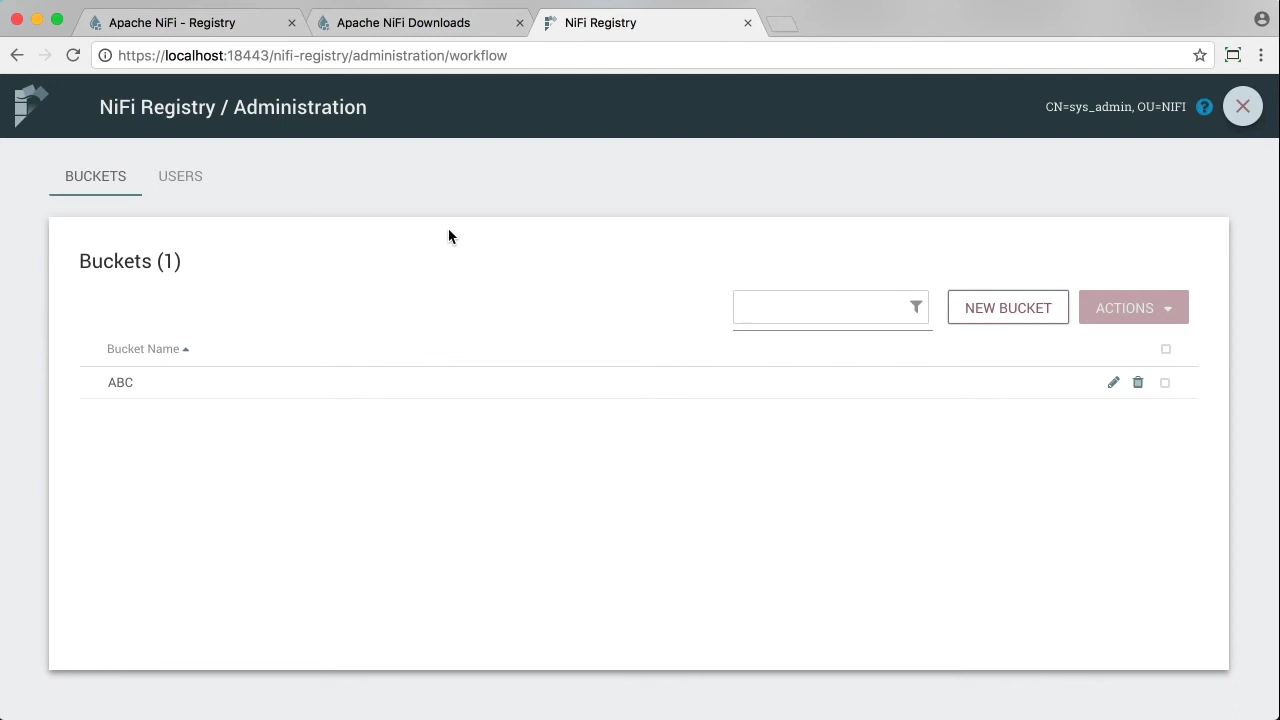 Apache NiFi - Registry
Apache NiFi Downloads
NiFi Registry
https://localhost:18443/nifi-registry/administration/workflow
NiFi Registry / Administration
CN=sys_admin, OU=NIFI
?
BUCKETS
USERS
Buckets (1)
NEW BUCKET
ACTIONS
Bucket Name
ABC